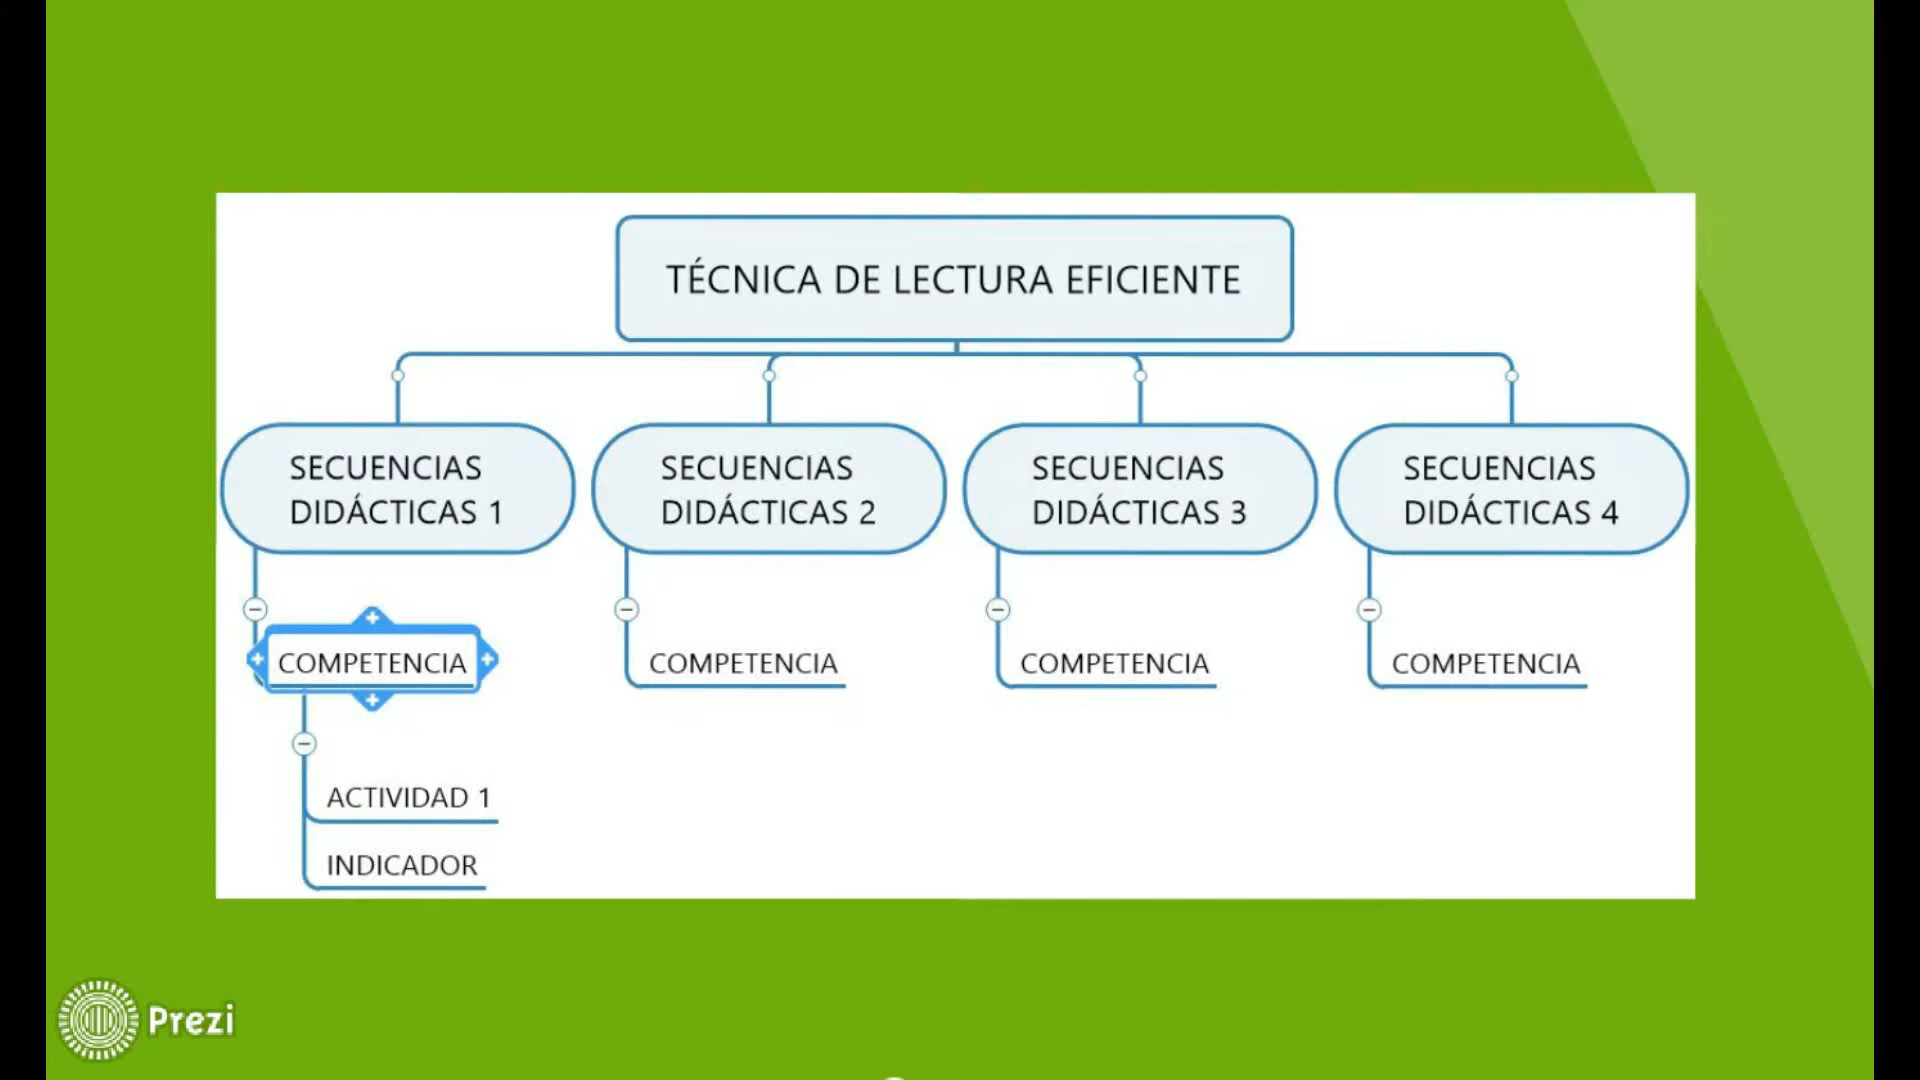 TÉCNICA DE LECTURA EFICIENTE
SECUENCIAS
DIDÁCTICAS 1
SECUENCIAS
DIDÁCTICAS 2
SECUENCIAS
DIDÁCTICAS 3
SECUENCIAS
DIDÁCTICAS 4
COMPETENCIA
COMPETENCIA
COMPETENCIA
COMPETENCIA
ACTIVIDAD 1
INDICADOR
Prezi